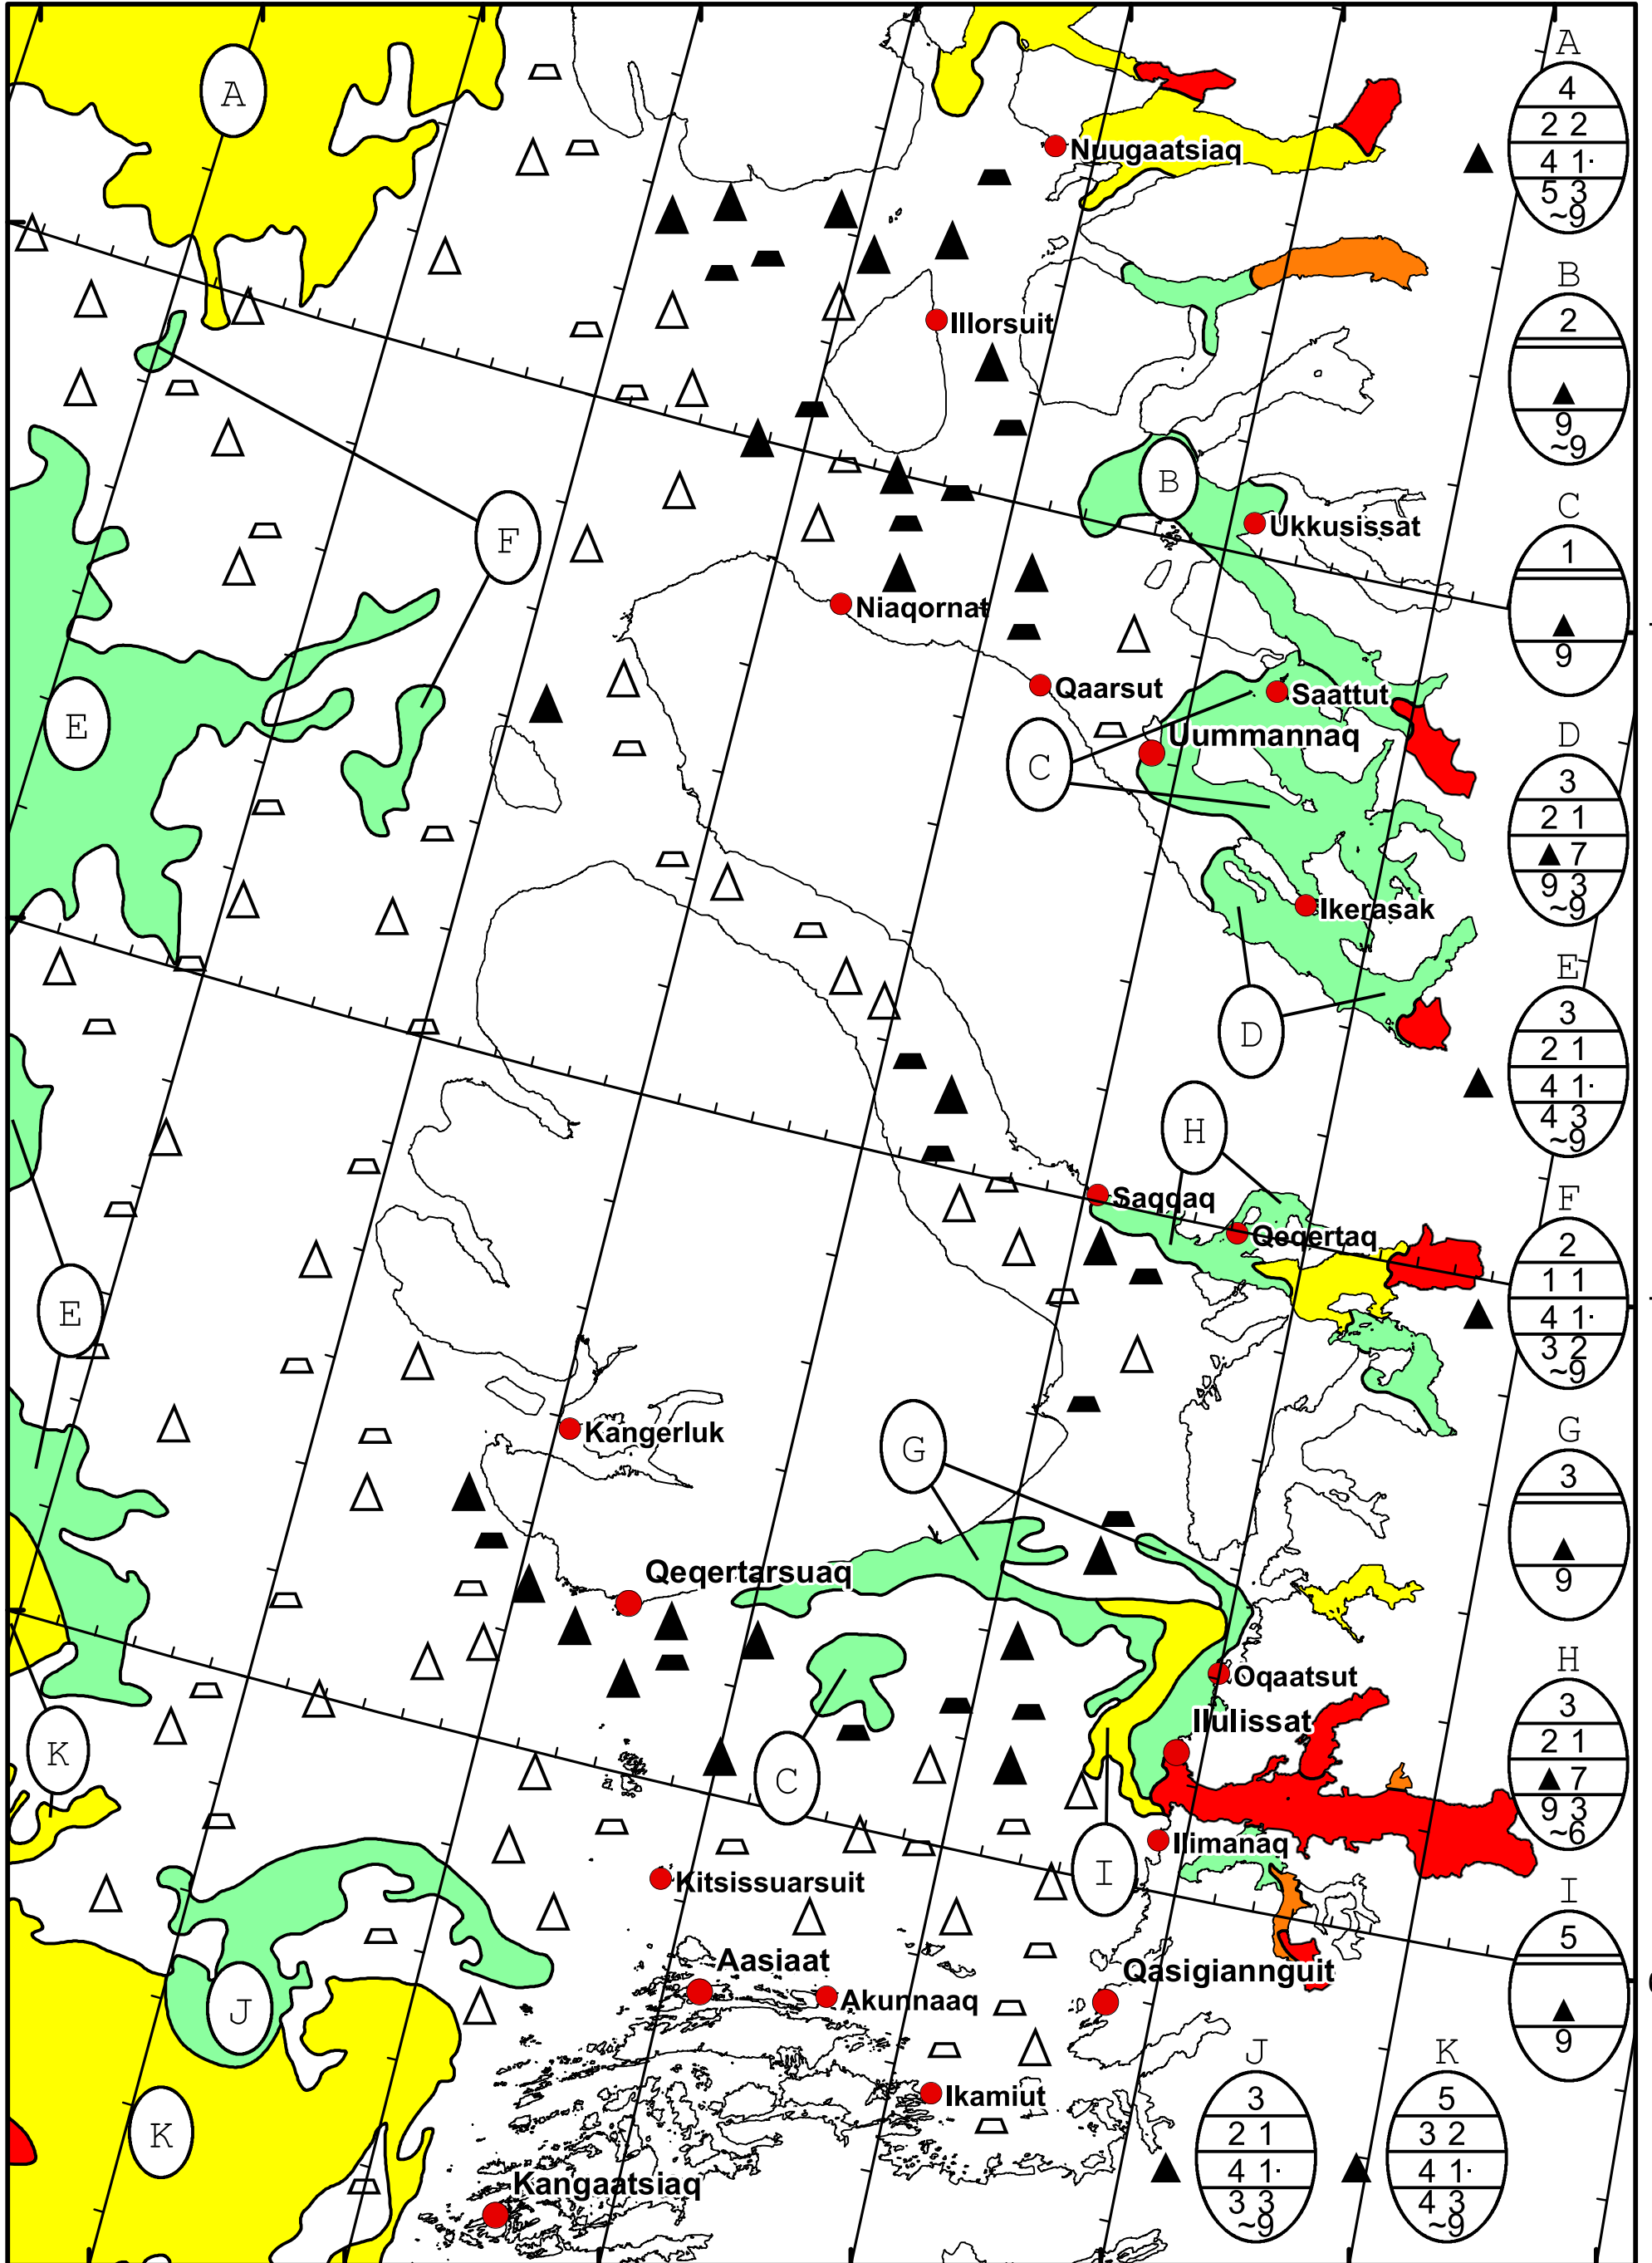 A
Nuugaatsiaq
Illorsuit
F
B
Ukkusissat
Niaqornat
Qaarsut
Saattut
E
Uummannaq
C
Ikerasak
D
H
Saqqaq
Qeqertaq
E
Kangerluk
G
Qeqertarsuaq
Oqaatsut
Ilulissat
K
C
Ilimanaq
I
Kitsissuarsuit
Aasiaat
Qasigiannguit
J
Akunnaaq
Ikamiut
K
Kangaatsiaq
A
4
2 2
4 1·
5 3
~9
B
2
9
~9
C
1
9
D
3
2 1
▲ 7
9 3
~9
E
3
2 1
4 1·
4 3
~9
F
2
1 1
4 1·
3 2
~9
G
3
9
H
3
2 1
▲ 7
9 3
~6
I
5
9
J
3
2 1
4 1·
3 3
~9
K
5
3 2
4 1·
4 3
~9